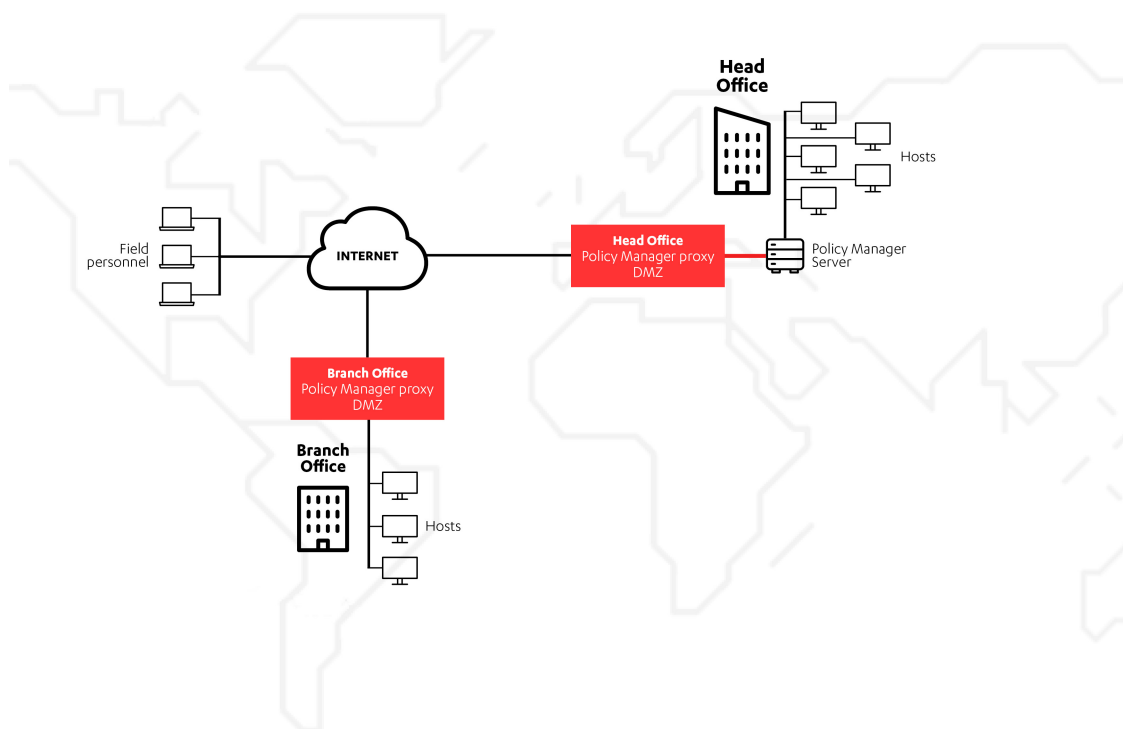 Head
Office
Hosts
Head Office
Policy Manager proxy
DMZ
Policy Manager
Server
Field
personnel
INTERNET
Branch Office
Policy Manager proxy
DMZ
Branch
Office
Hosts